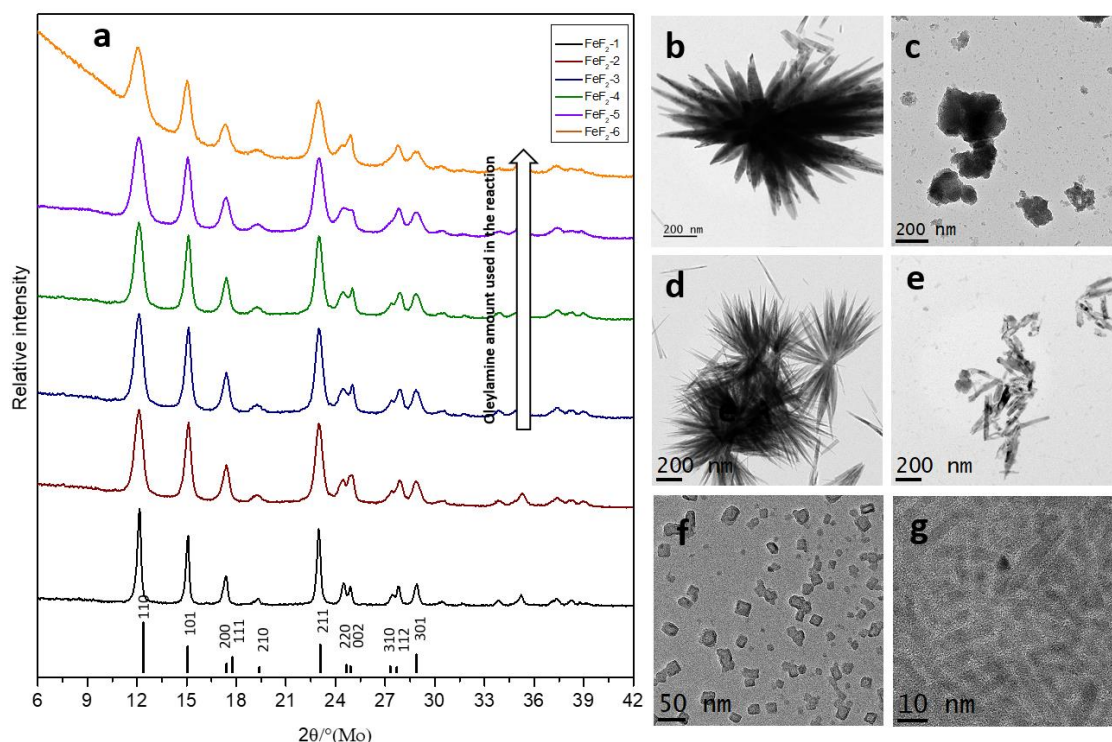 a
FeF₂-1
FeF₂-2
FeF₂-3
FeF₂-4
FeF₂-5
FeF₂-6
Oleylamine amount used in the reaction
Relative intensity
110
101
200
111
210
211
220
002
310
112
301
6 9 12 15 18 21 24 27 30 33 36 39 42
2θ/°(Mo)
b
200 nm
c
200 nm
d
200 nm
e
200 nm
f
50 nm
g
10 nm